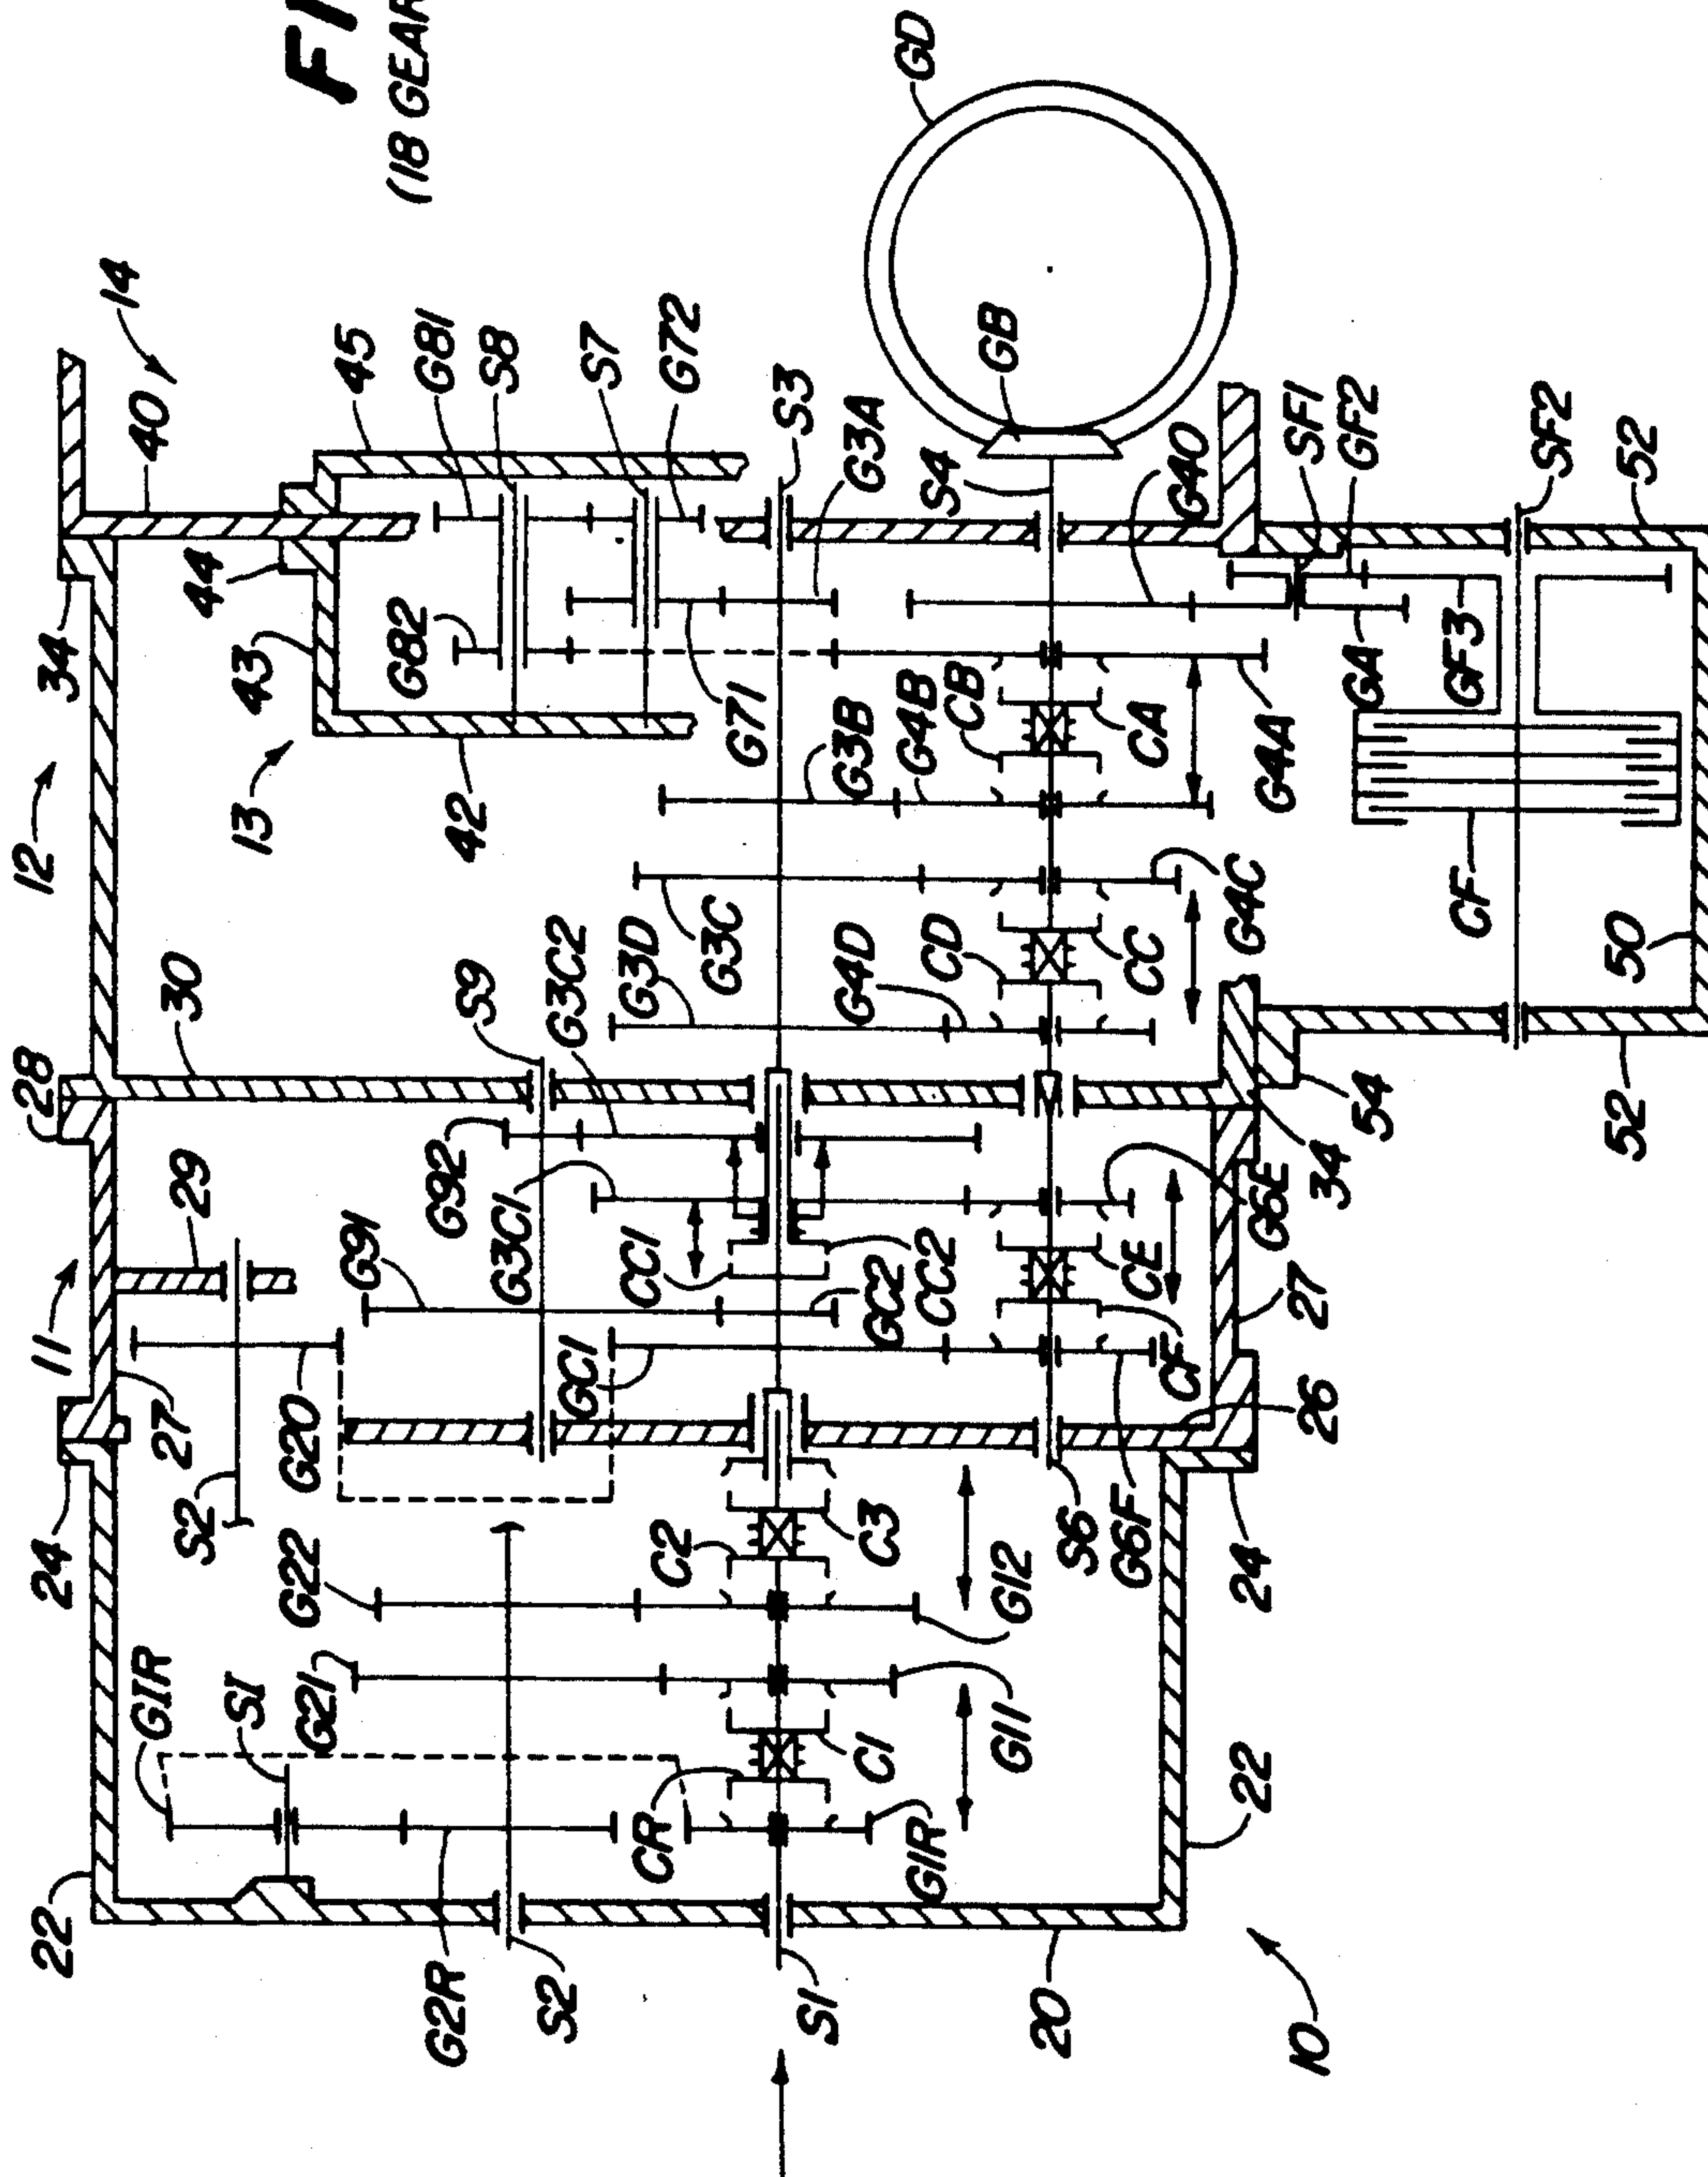 FI
(18 GEAR
12
14
11
28
34
40
24
22
29
30
27
S2
G20
G1R
S1
G21
G22
G91
G92
S9
G3C1
G3C2
13
43
44
42
45
G82
G81
S8
S7
G72
G71
G2R
S2
CR
C1
C2
C3
GC1
GC2
CC1
CC2
G3D
G3C
G3B
G3A
S3
GD
GB
S4
G1R
G11
G12
S1
S6
G6F
CF
CE
G6E
G4D
CD
CC
G4C
G4B
CB
CA
G4A
G40
GA
SF1
GF2
GF3
SF2
CF
20
22
24
26
27
34
54
52
50
52
10